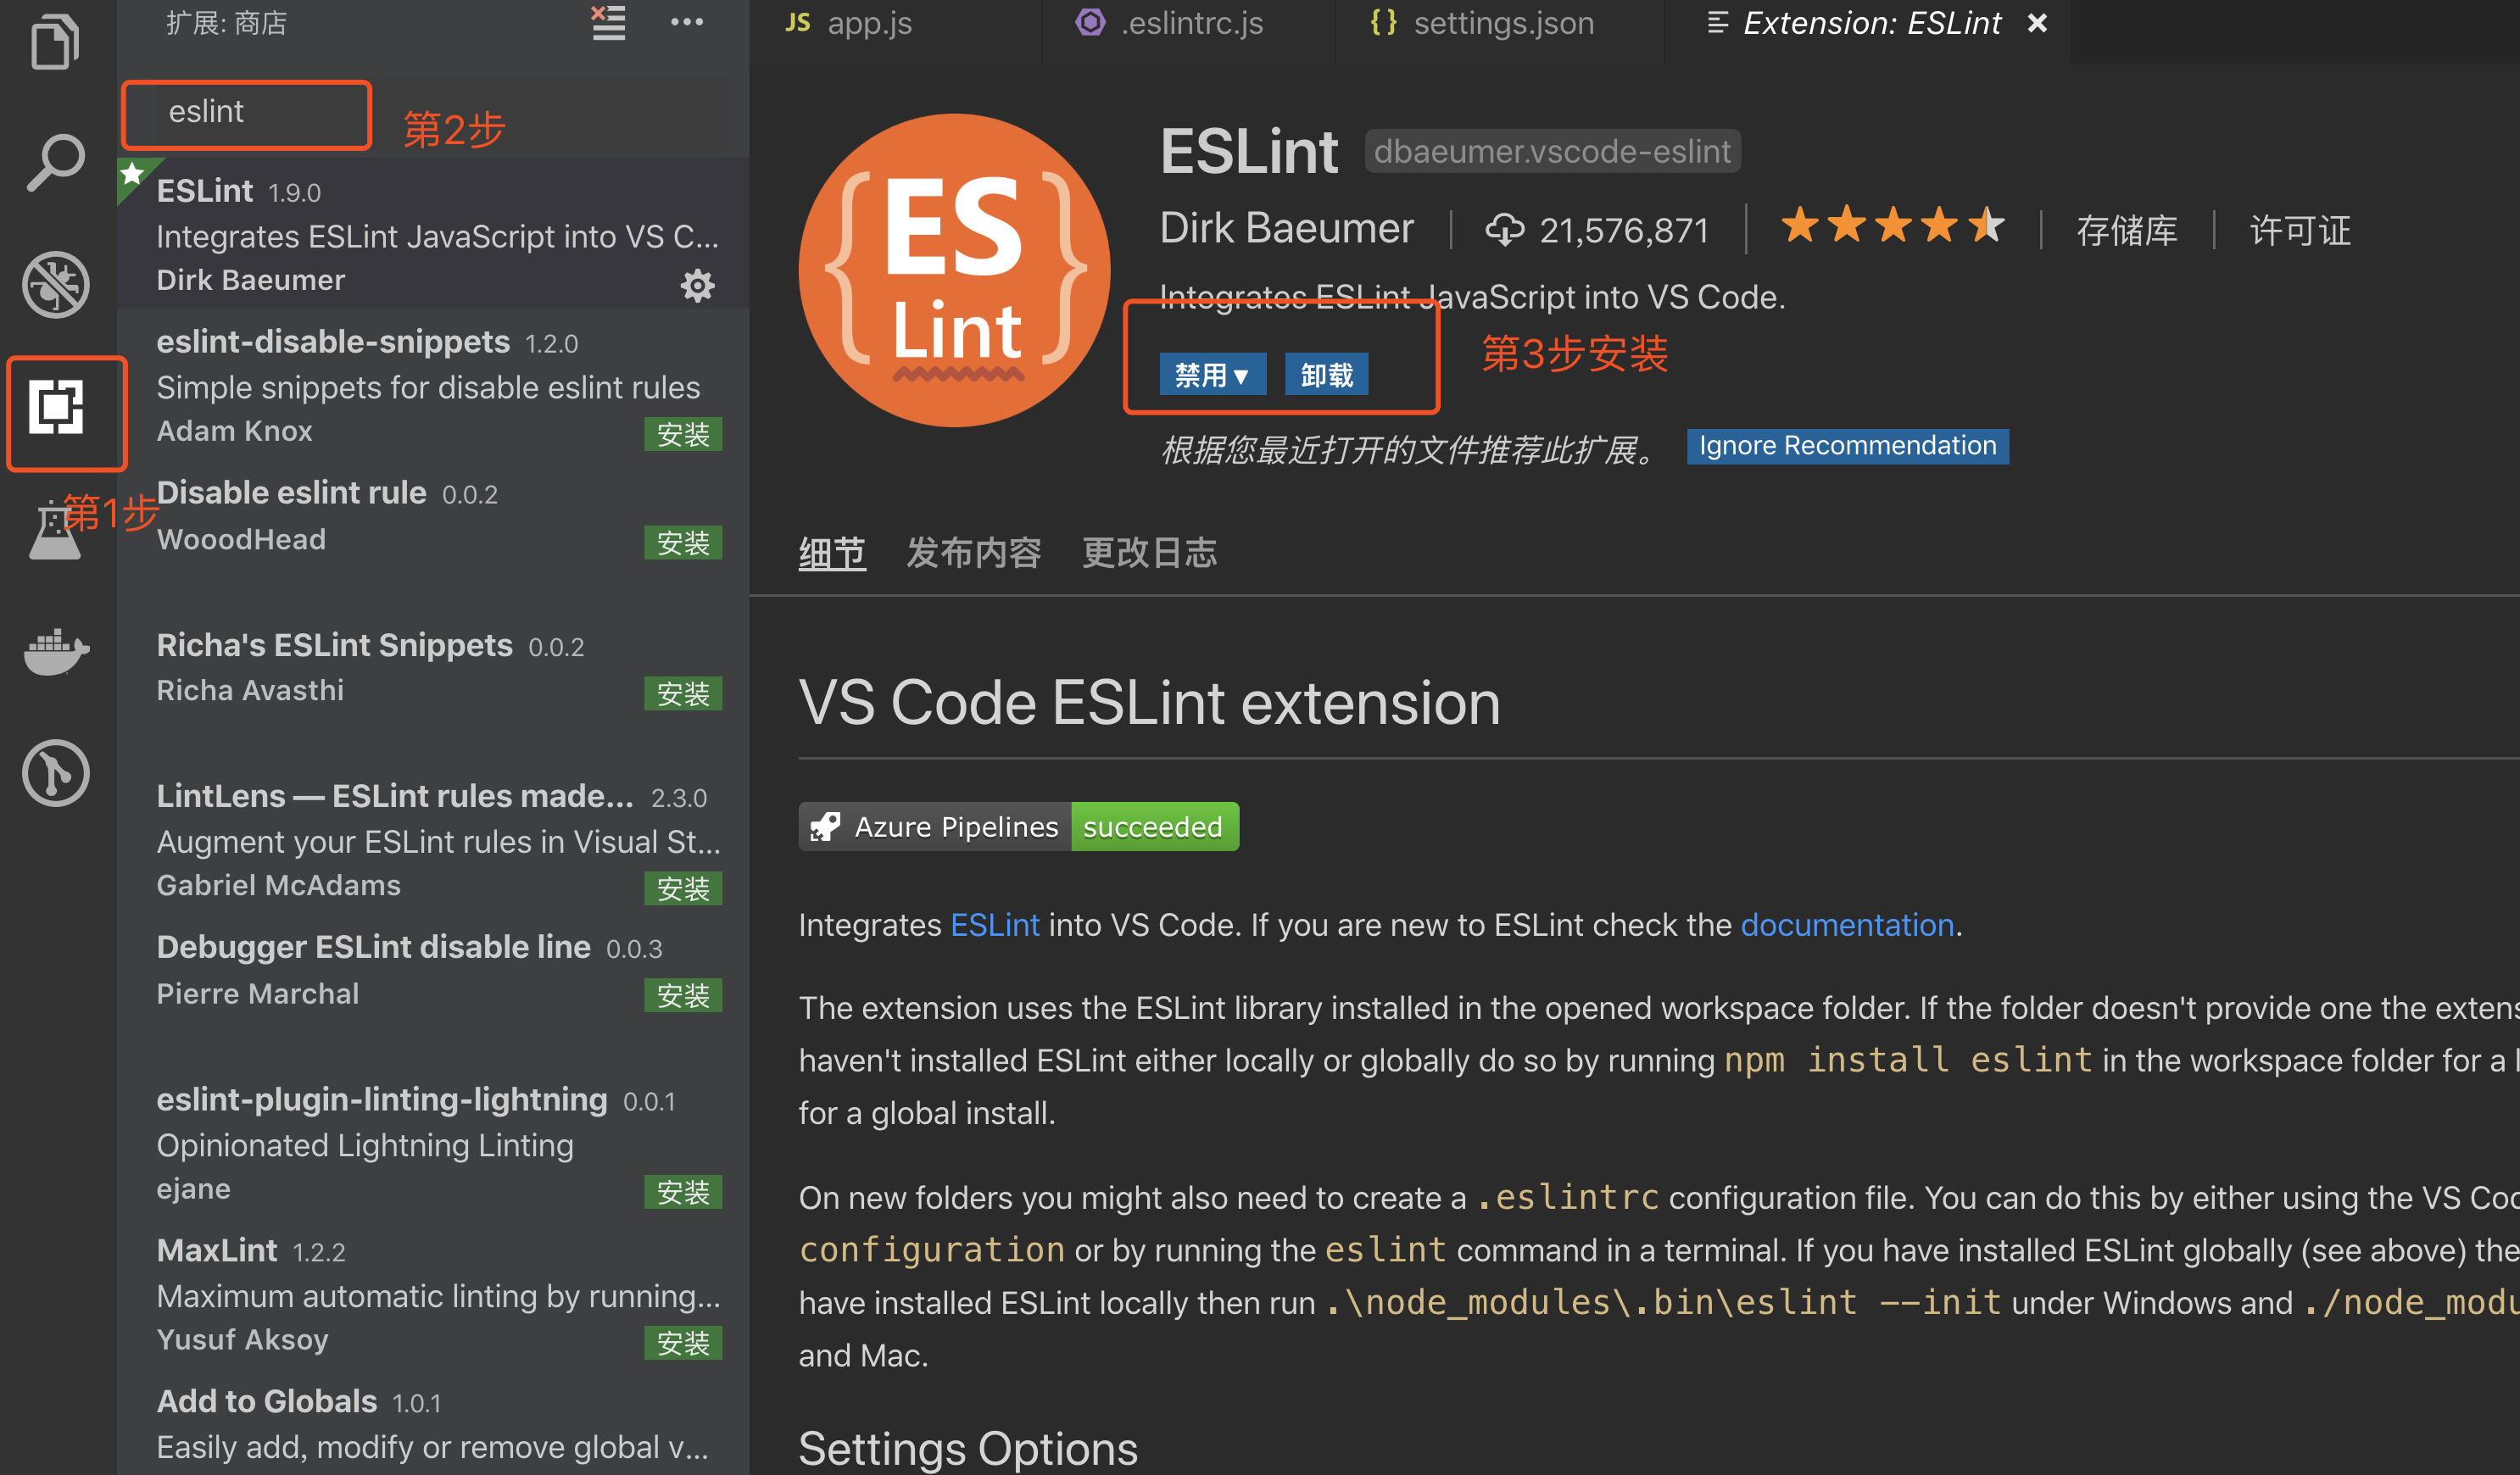 扩展: 商店
eslint
第2步
ESLint 1.9.0
Integrates ESLint JavaScript into VS C...
Dirk Baeumer
eslint-disable-snippets 1.2.0
Simple snippets for disable eslint rules
Adam Knox
安装
第1步
Disable eslint rule 0.0.2
WooodHead
安装
Richa's ESLint Snippets 0.0.2
Richa Avasthi
安装
LintLens — ESLint rules made... 2.3.0
Augment your ESLint rules in Visual St...
Gabriel McAdams
安装
Debugger ESLint disable line 0.0.3
Pierre Marchal
安装
eslint-plugin-linting-lightning 0.0.1
Opinionated Lightning Linting
ejane
安装
MaxLint 1.2.2
Maximum automatic linting by running...
Yusuf Aksoy
安装
Add to Globals 1.0.1
Easily add, modify or remove global v...
JS app.js
.eslintrc.js
{ } settings.json
Extension: ESLint ×
{ES
Lint}
ESLint dbaeumer.vscode-eslint
Dirk Baeumer | 21,576,871 | ★★★★★ | 存储库 | 许可证
Integrates ESLint JavaScript into VS Code.
禁用▼ 卸载
第3步安装
根据您最近打开的文件推荐此扩展。 Ignore Recommendation
细节 发布内容 更改日志
VS Code ESLint extension
Azure Pipelines succeeded
Integrates ESLint into VS Code. If you are new to ESLint check the documentation.
The extension uses the ESLint library installed in the opened workspace folder. If the folder doesn't provide one the extens
haven't installed ESLint either locally or globally do so by running npm install eslint in the workspace folder for a l
for a global install.
On new folders you might also need to create a .eslintrc configuration file. You can do this by either using the VS Coo
configuration or by running the eslint command in a terminal. If you have installed ESLint globally (see above) the
have installed ESLint locally then run .\node_modules\.bin\eslint --init under Windows and ./node_modu
and Mac.
Settings Options